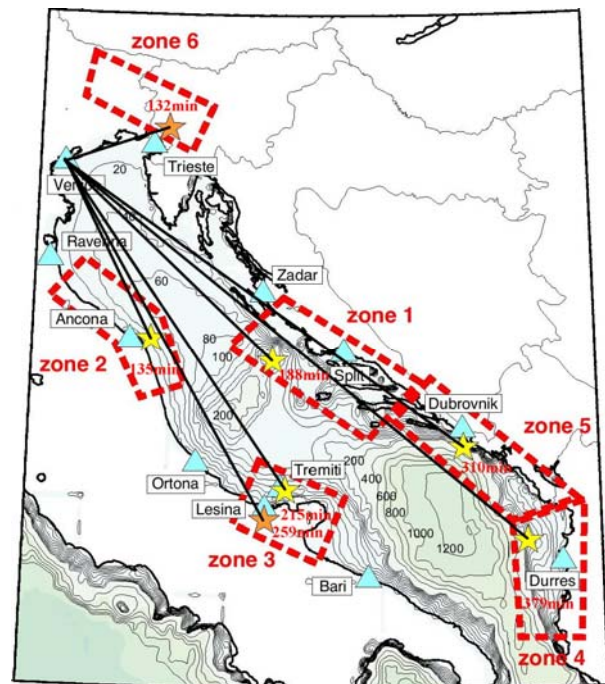 zone 6
132min
Trieste
20
Ravenna
60
Zadar
zone 1
Ancona
80
100
zone 2
135min
188min
Split
Dubrovnik
200
zone 5
310min
Ortona
Tremiti
200
400
600
800
1000
1200
Lesina
215min
259min
zone 3
Bari
Durres
379min
zone 4